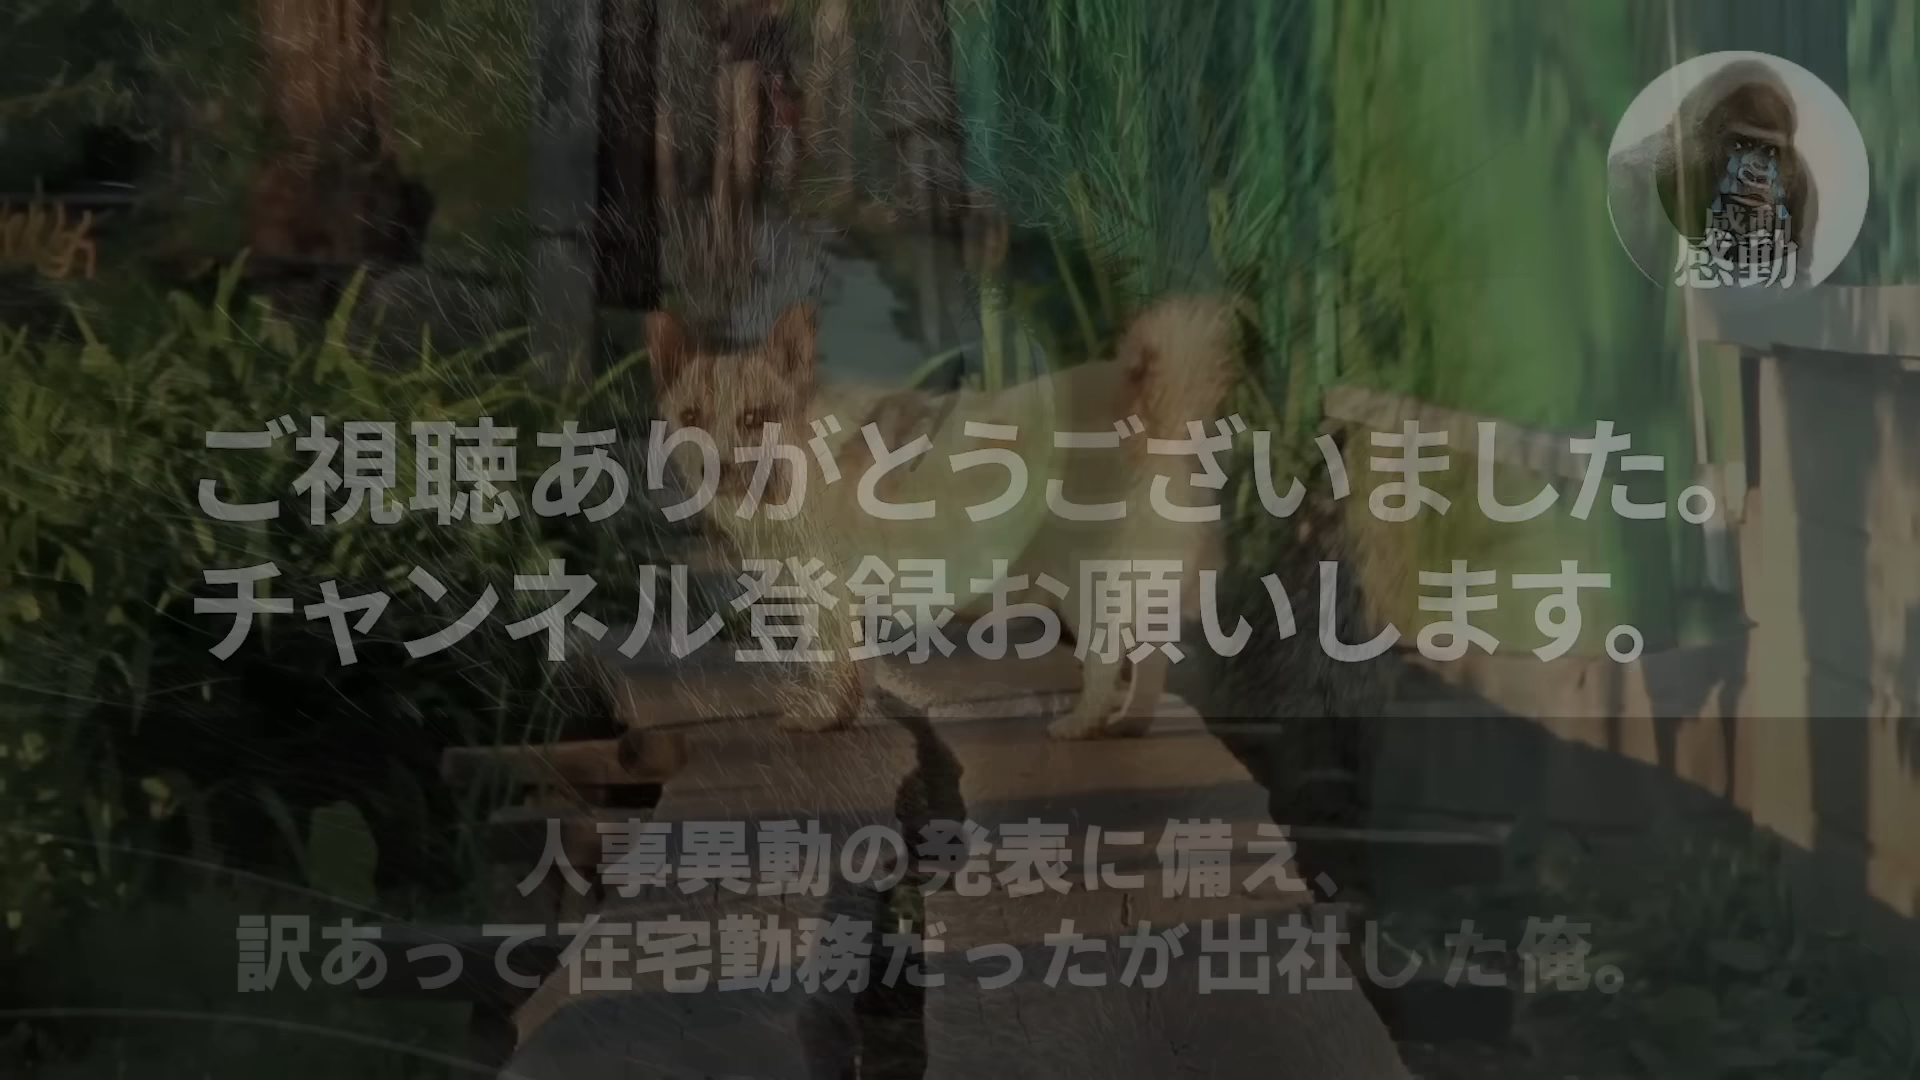 感動
感動
ご視聴ありがとうございました。
チャンネル登録お願いします。
人事異動の発表に備え、
訳あって在宅勤務だったが出社した俺。